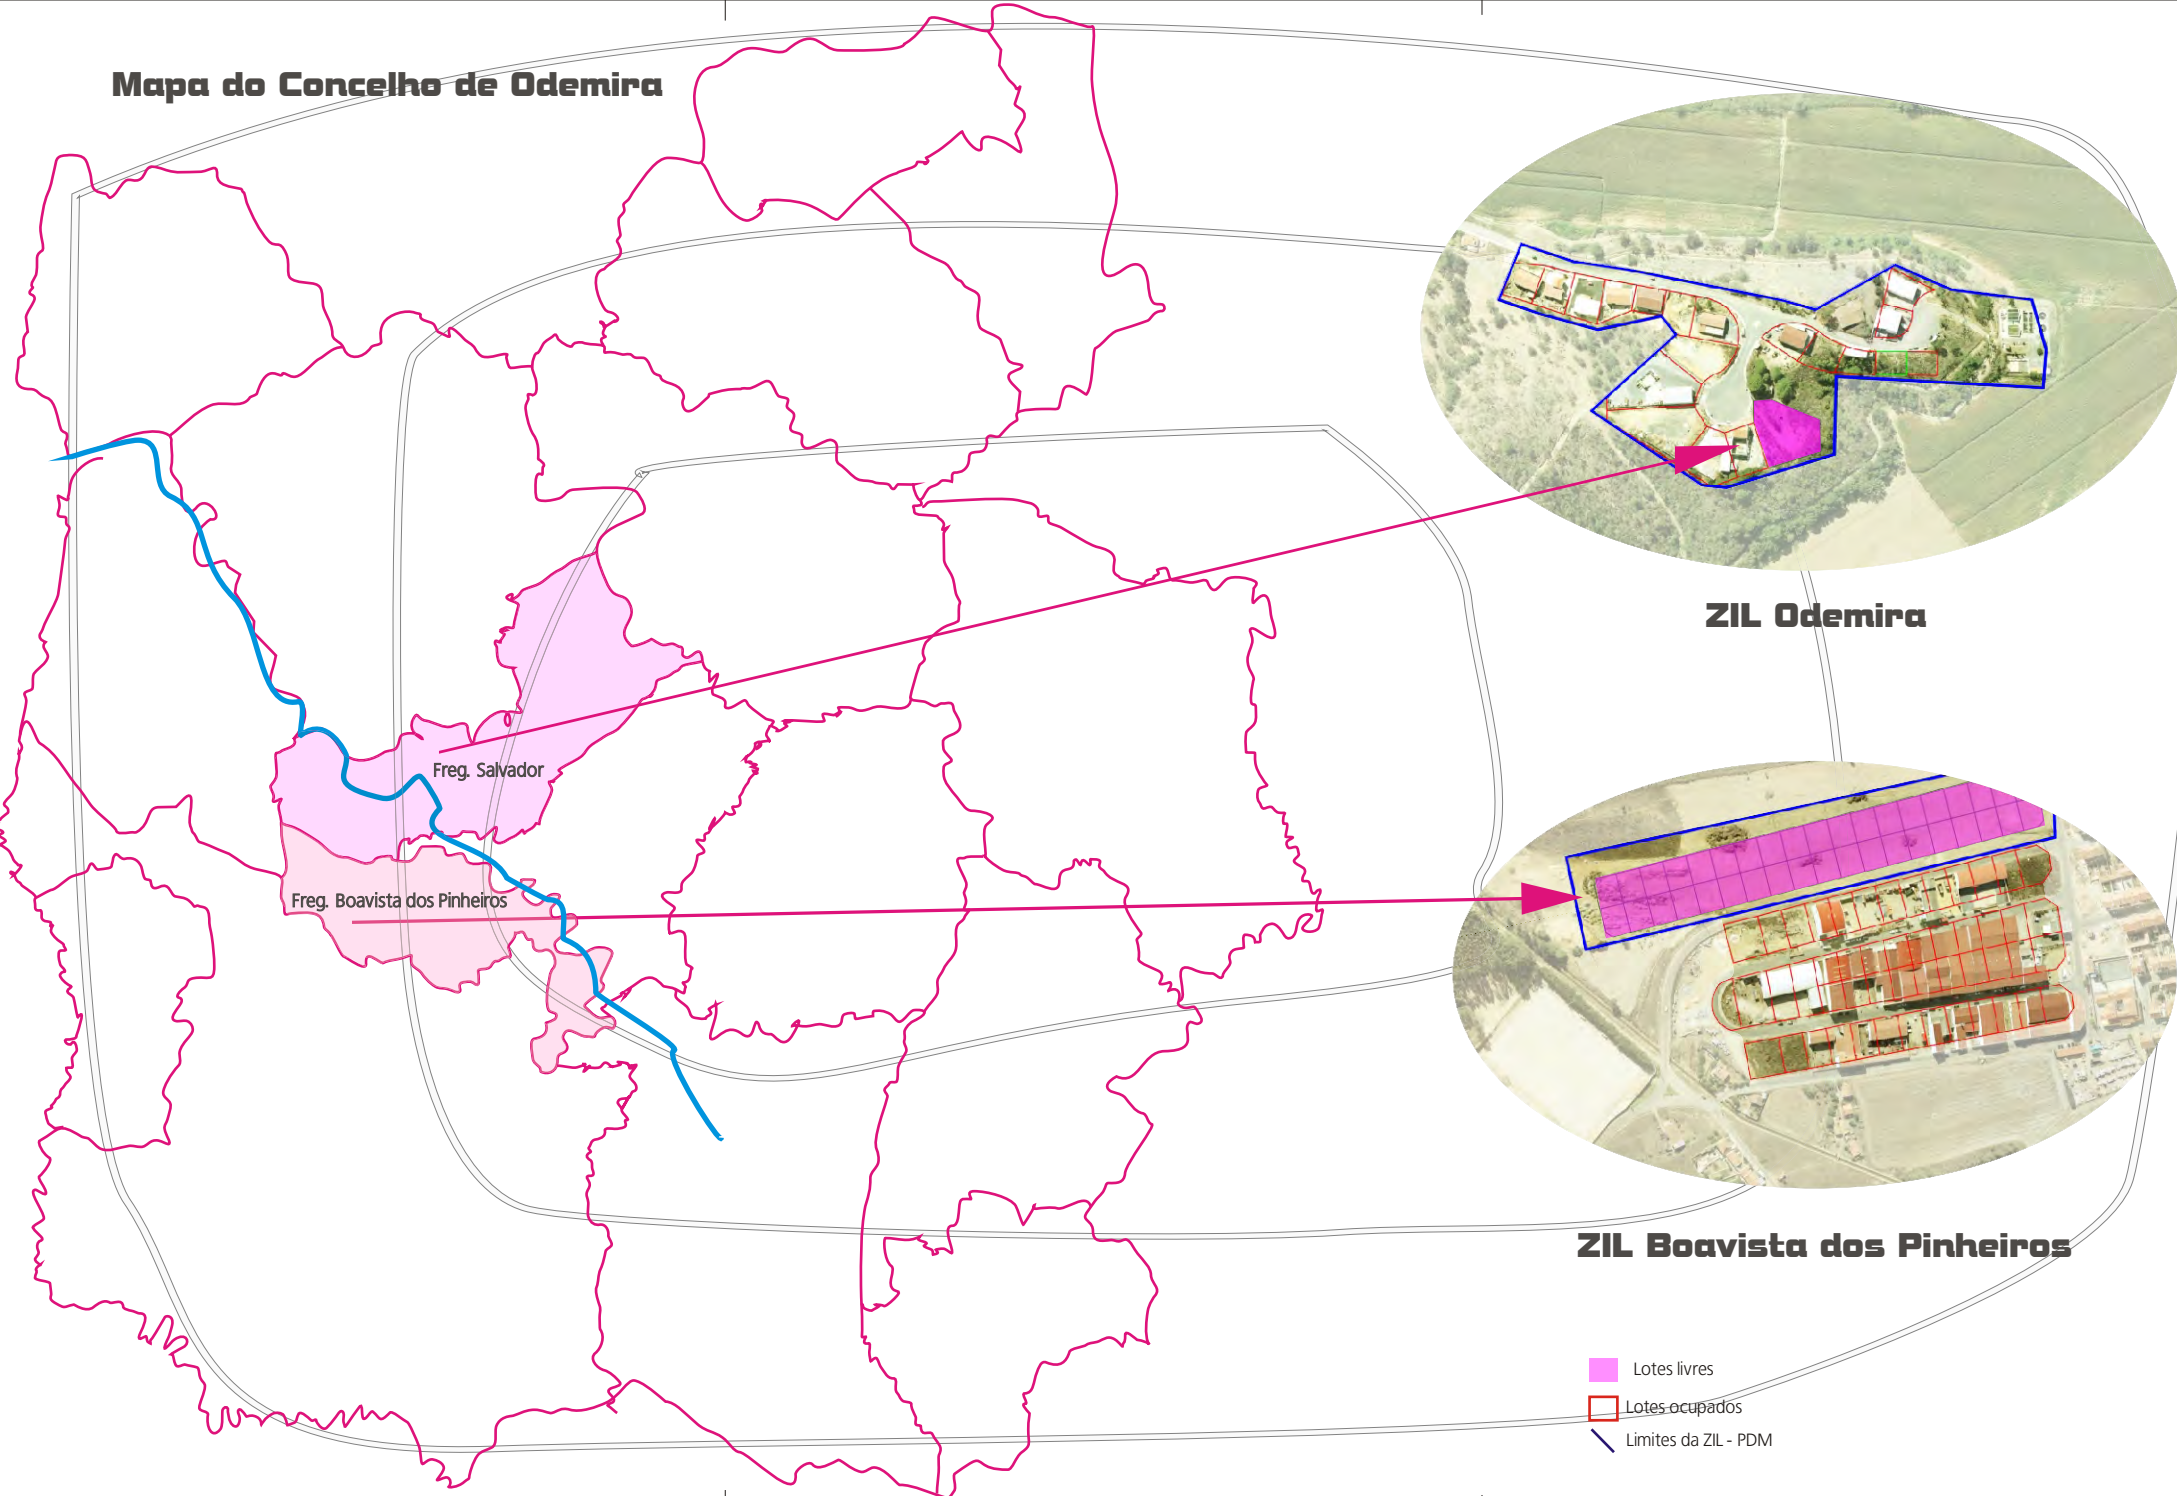 Mapa do Concelho de Odemira
ZIL Odemira
Freg. Salvador
Freg. Boavista dos Pinheiros
ZIL Boavista dos Pinheiros
Lotes livres
Lotes ocupados
Limites da ZIL - PDM